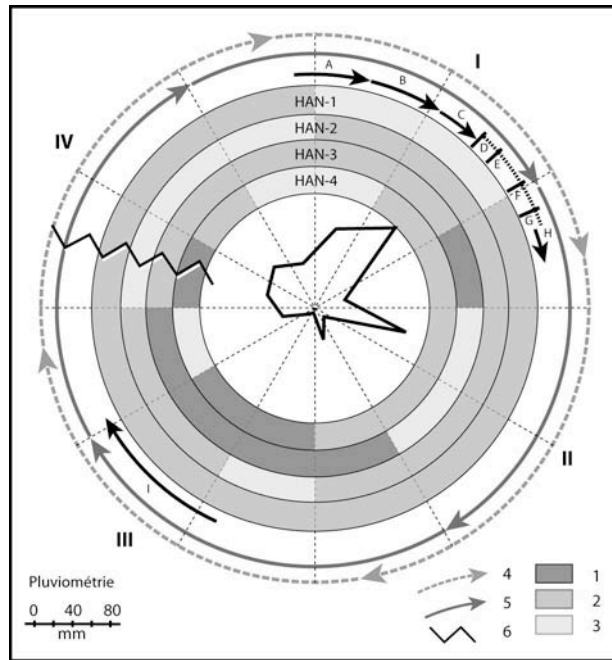 I
A
B
C
D
E
F
G
H
HAN-1
HAN-2
HAN-3
HAN-4
IV
II
I
III
Pluviométrie
0 40 80
mm
4
5
6
1
2
3